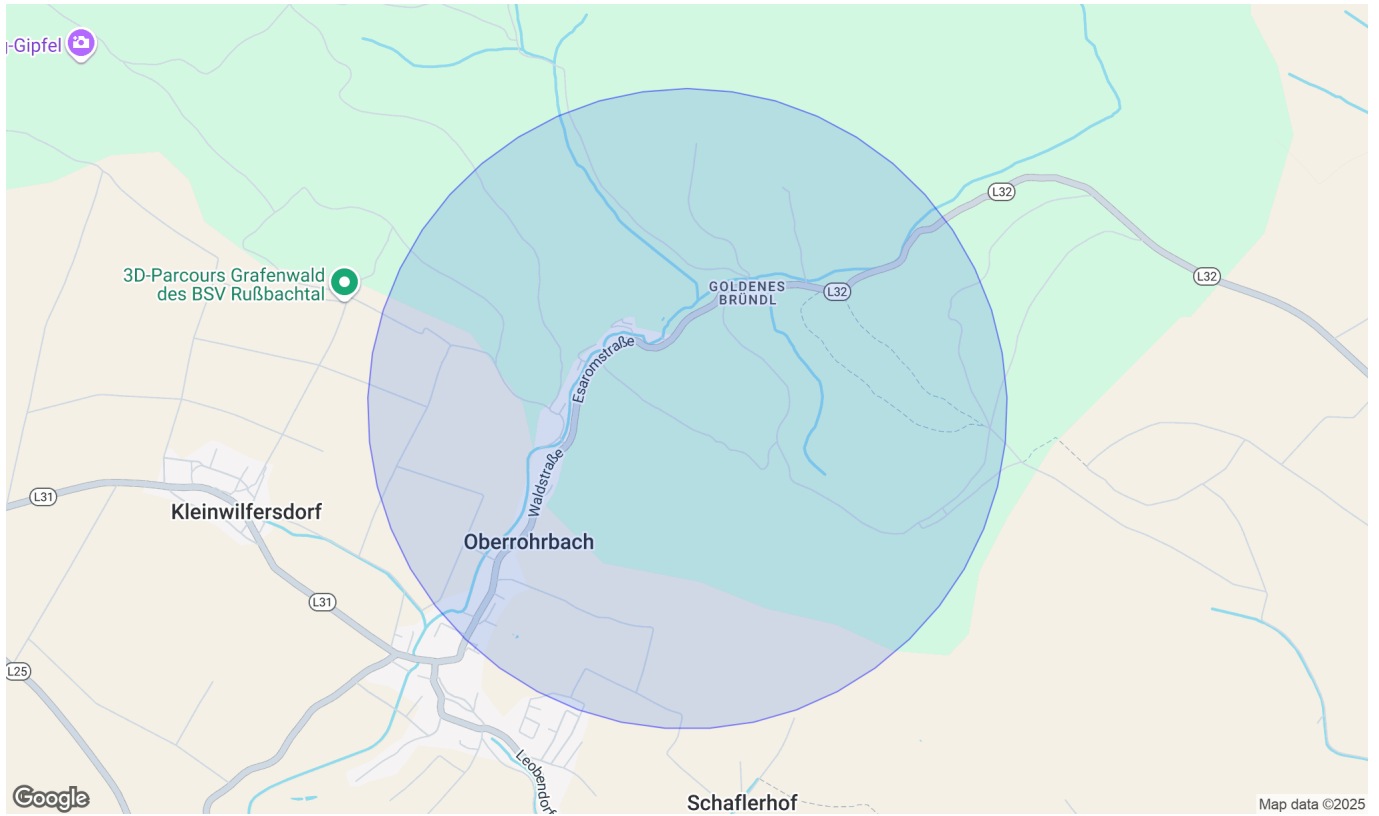 g-Gipfel
L32
L32
3D-Parcours Grafenwald
des BSV Rußbachtal
GOLDENES
BRÜNDL
L32
Esaromstraße
Waldstraße
L31
Kleinwilfersdorf
Oberrohrbach
L31
L25
Leobendorf
Schaflerhof
Google
Map data ©2025